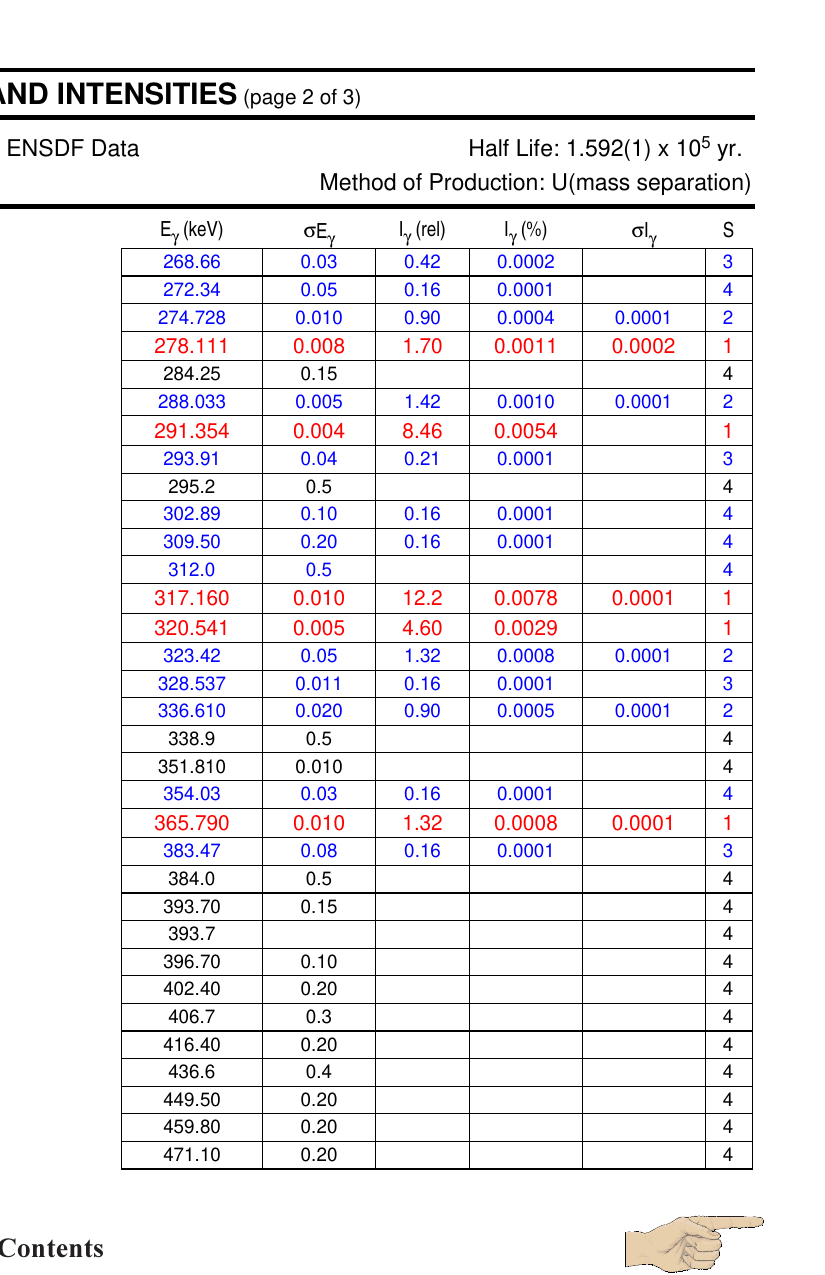 AND INTENSITIES (page 2 of 3)
ENSDF Data Half Life: 1.592(1) x 10⁵ yr.
Method of Production: U(mass separation)
Eγ (keV) σEγ Iγ (rel) Iγ (%) σIγ S
268.66 0.03 0.42 0.0002 3
272.34 0.05 0.16 0.0001 4
274.728 0.010 0.90 0.0004 0.0001 2
278.111 0.008 1.70 0.0011 0.0002 1
284.25 0.15 4
288.033 0.005 1.42 0.0010 0.0001 2
291.354 0.004 8.46 0.0054 1
293.91 0.04 0.21 0.0001 3
295.2 0.5 4
302.89 0.10 0.16 0.0001 4
309.50 0.20 0.16 0.0001 4
312.0 0.5 4
317.160 0.010 12.2 0.0078 0.0001 1
320.541 0.005 4.60 0.0029 1
323.42 0.05 1.32 0.0008 0.0001 2
328.537 0.011 0.16 0.0001 3
336.610 0.020 0.90 0.0005 0.0001 2
338.9 0.5 4
351.810 0.010 4
354.03 0.03 0.16 0.0001 4
365.790 0.010 1.32 0.0008 0.0001 1
383.47 0.08 0.16 0.0001 3
384.0 0.5 4
393.70 0.15 4
393.7 4
396.70 0.10 4
402.40 0.20 4
406.7 0.3 4
416.40 0.20 4
436.6 0.4 4
449.50 0.20 4
459.80 0.20 4
471.10 0.20 4
Contents